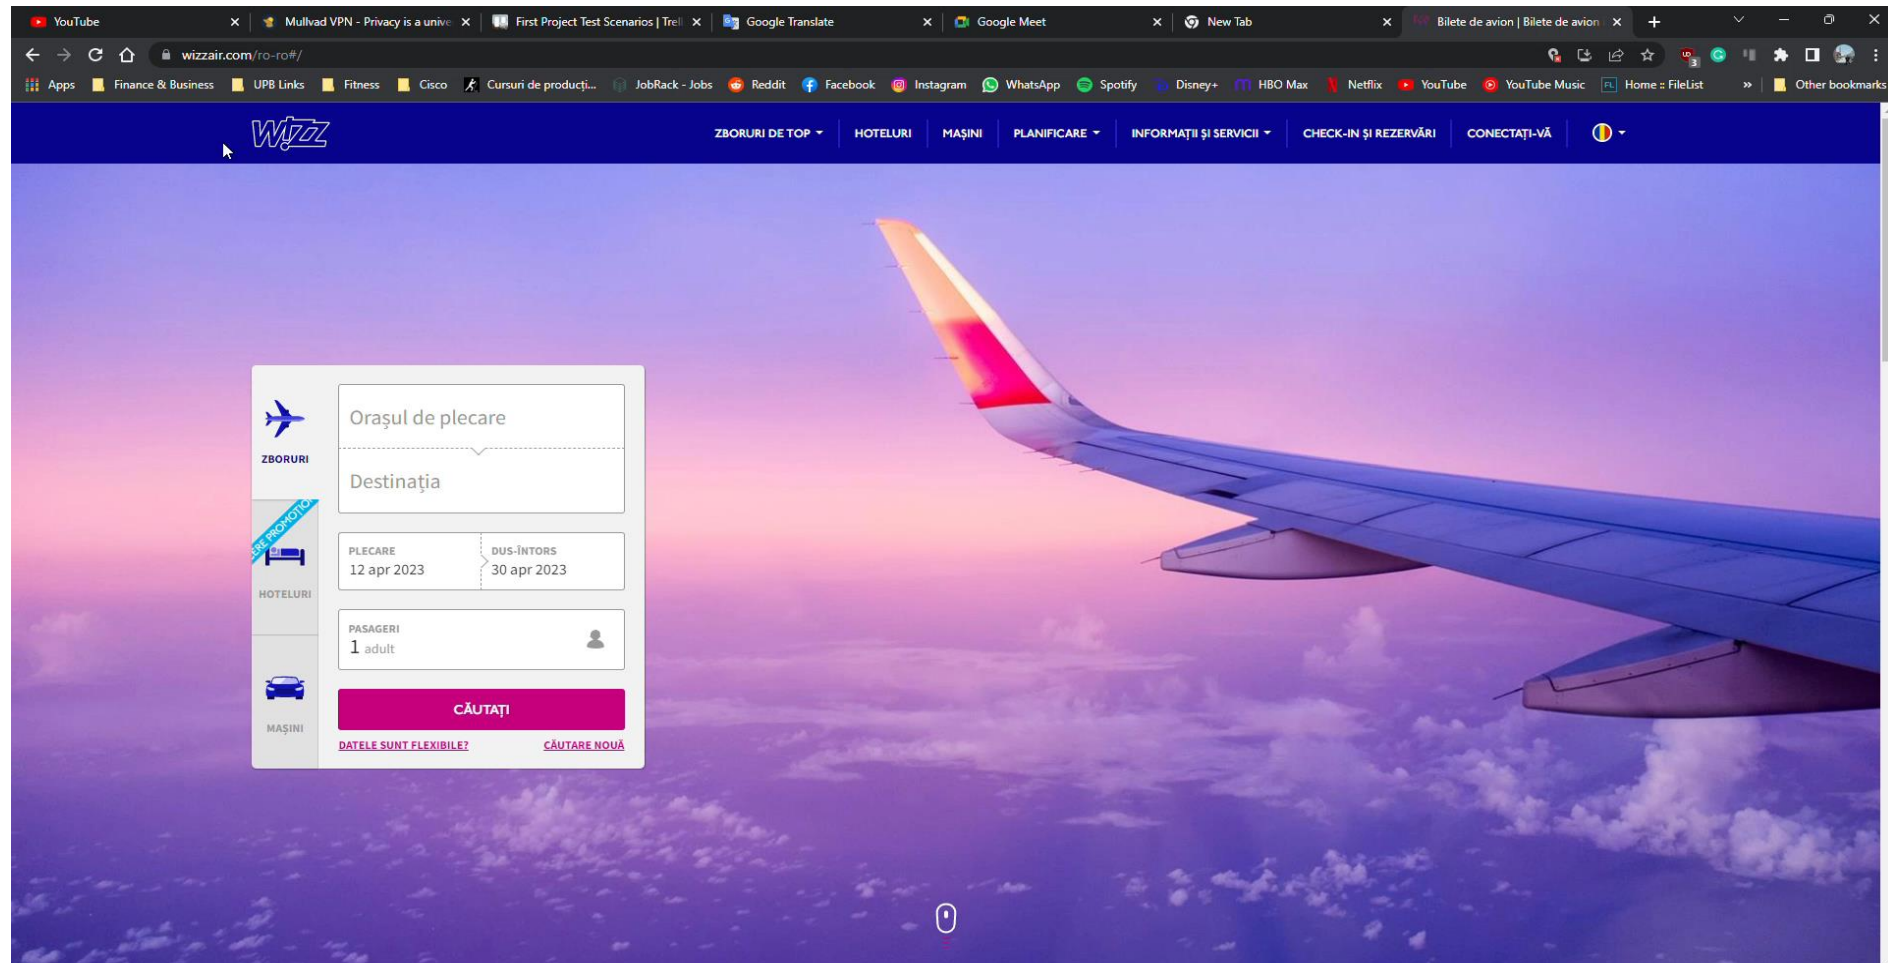 YouTube
Mullvad VPN - Privacy is a unive
First Project Test Scenarios | Trell
Google Translate
Google Meet
New Tab
Bilete de avion | Bilete de avion
wizzair.com/ro-ro#/
3
Apps
Finance & Business
UPB Links
Fitness
Cisco
Cursuri de producți...
JobRack - Jobs
Reddit
Facebook
Instagram
WhatsApp
Spotify
Disney+
HBO Max
Netflix
YouTube
YouTube Music
FL
Home :: FileList
»
Other bookmarks
WIZZ
ZBORURI DE TOP
HOTELURI
MAȘINI
PLANIFICARE
INFORMAȚII ȘI SERVICII
CHECK-IN ȘI REZERVĂRI
CONECTAȚI-VĂ
ZBORURI
Orașul de plecare
Destinația
HOTELURI
PLECARE
12 apr 2023
DUS-ÎNTORS
30 apr 2023
PASAGERI
1 adult
MAȘINI
CĂUTAȚI
DATELE SUNT FLEXIBILE?
CĂUTARE NOUĂ